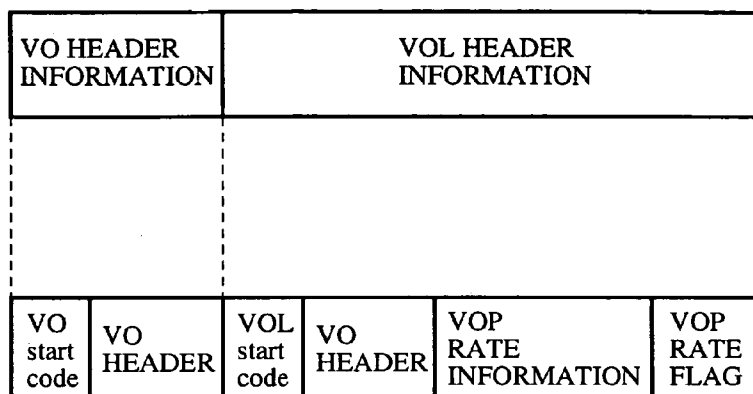 VO HEADER
INFORMATION
VOL HEADER
INFORMATION
VO
start
code
VO
HEADER
VOL
start
code
VO
HEADER
VOP
RATE
INFORMATION
VOP
RATE
FLAG